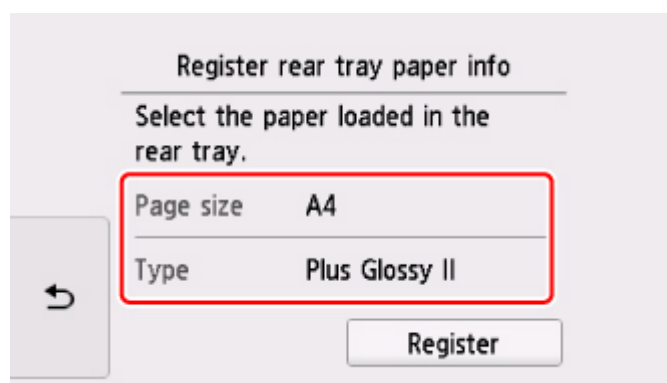 Register rear tray paper info
Select the paper loaded in the
rear tray.
Page size A4
Type Plus Glossy II
Register